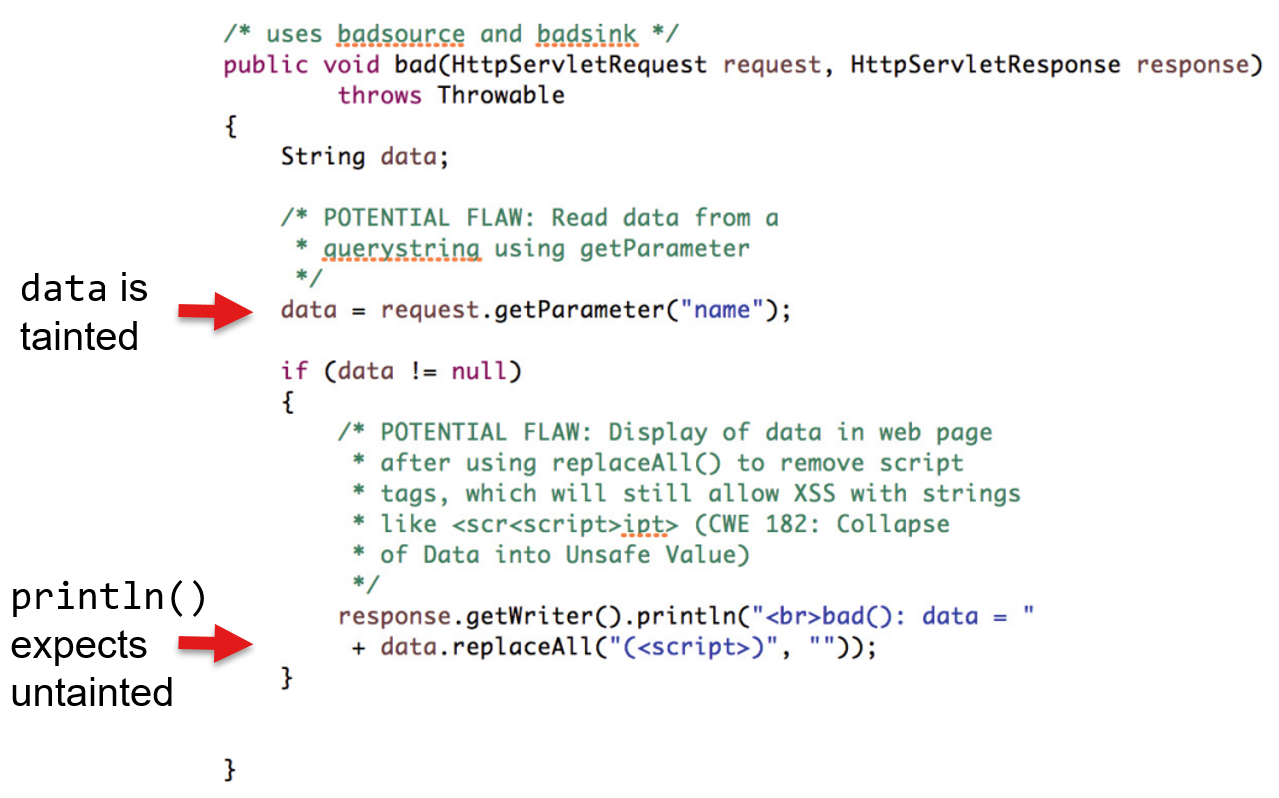 /* uses badsource and badsink */
public void bad(HttpServletRequest request, HttpServletResponse response)
throws Throwable
{
String data;
/* POTENTIAL FLAW: Read data from a
* querystring using getParameter
*/
data is
tainted
data = request.getParameter("name");
if (data != null)
{
/* POTENTIAL FLAW: Display of data in web page
* after using replaceAll() to remove script
* tags, which will still allow XSS with strings
* like <scr<script>ipt> (CWE 182: Collapse
* of Data into Unsafe Value)
*/
println()
expects
untainted
response.getWriter().println("<br>bad(): data = "
+ data.replaceAll("(<script>)", ""));
}
}